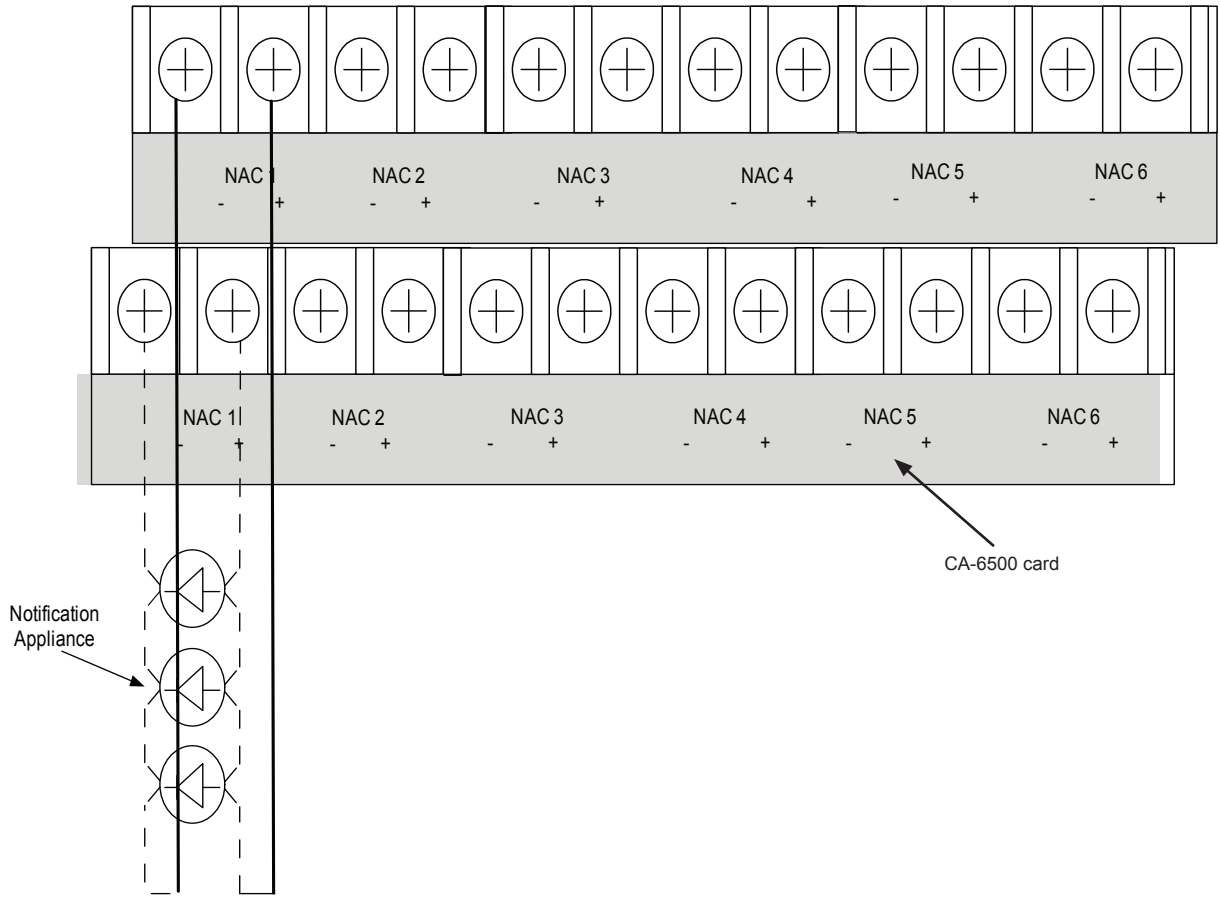 NAC 1 NAC 2 NAC 3 NAC 4 NAC 5 NAC 6
- + - + - + - + - + - +
NAC 1 NAC 2 NAC 3 NAC 4 NAC 5 NAC 6
- + - + - + - + - + - +
CA-6500 card
Notification
Appliance